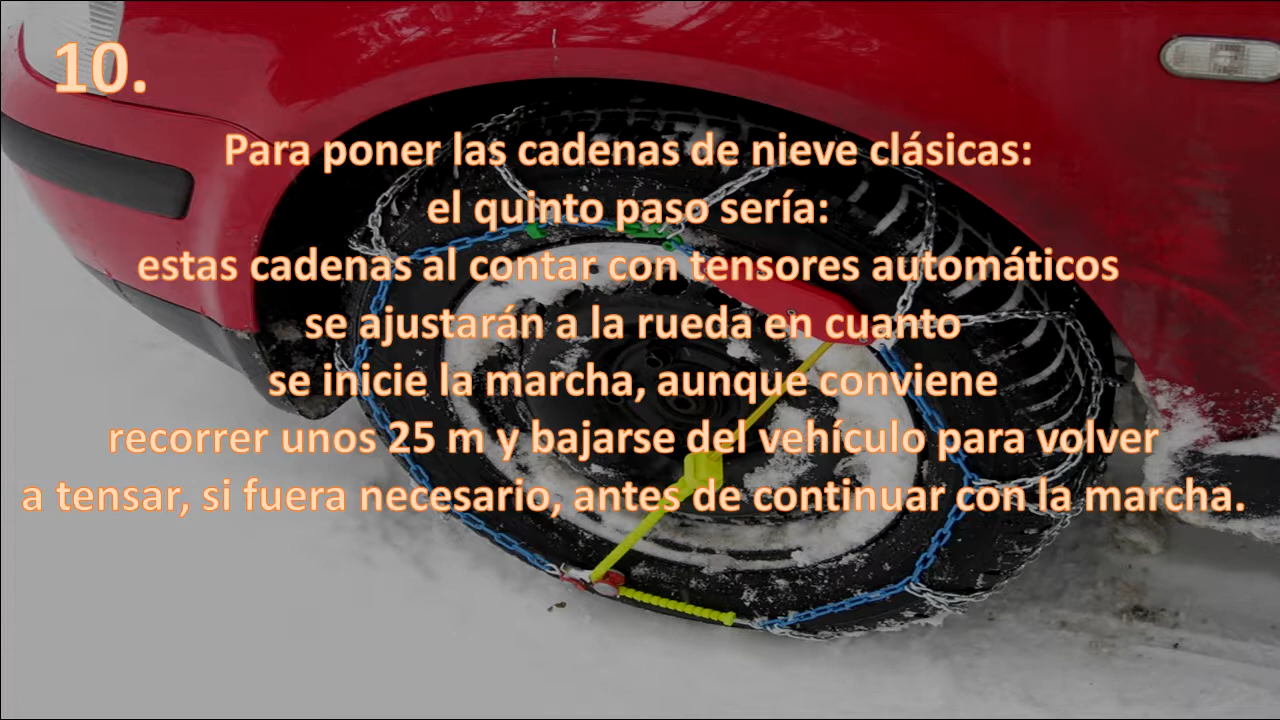 10.
Para poner las cadenas de nieve clásicas:
el quinto paso sería:
estas cadenas al contar con tensores automáticos
se ajustarán a la rueda en cuanto
se inicie la marcha, aunque conviene
recorrer unos 25 m y bajarse del vehículo para volver
a tensar, si fuera necesario, antes de continuar con la marcha.